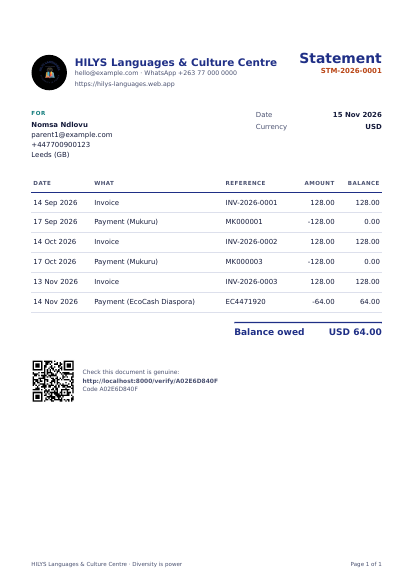 HILYS Languages & Culture Centre
hello@example.com · WhatsApp +263 77 000 0000
https://hilys-languages.web.app
Statement
STM-2026-0001
FOR
Nomsa Ndlovu
parent1@example.com
+447700900123
Leeds (GB)
Date 15 Nov 2026
Currency USD
DATE WHAT REFERENCE AMOUNT BALANCE
14 Sep 2026 Invoice INV-2026-0001 128.00 128.00
17 Sep 2026 Payment (Mukuru) MK000001 -128.00 0.00
14 Oct 2026 Invoice INV-2026-0002 128.00 128.00
17 Oct 2026 Payment (Mukuru) MK000003 -128.00 0.00
13 Nov 2026 Invoice INV-2026-0003 128.00 128.00
14 Nov 2026 Payment (EcoCash Diaspora) EC4471920 -64.00 64.00
Balance owed USD 64.00
Check this document is genuine:
http://localhost:8000/verify/A02E6D840F
Code A02E6D840F
HILYS Languages & Culture Centre · Diversity is power
Page 1 of 1